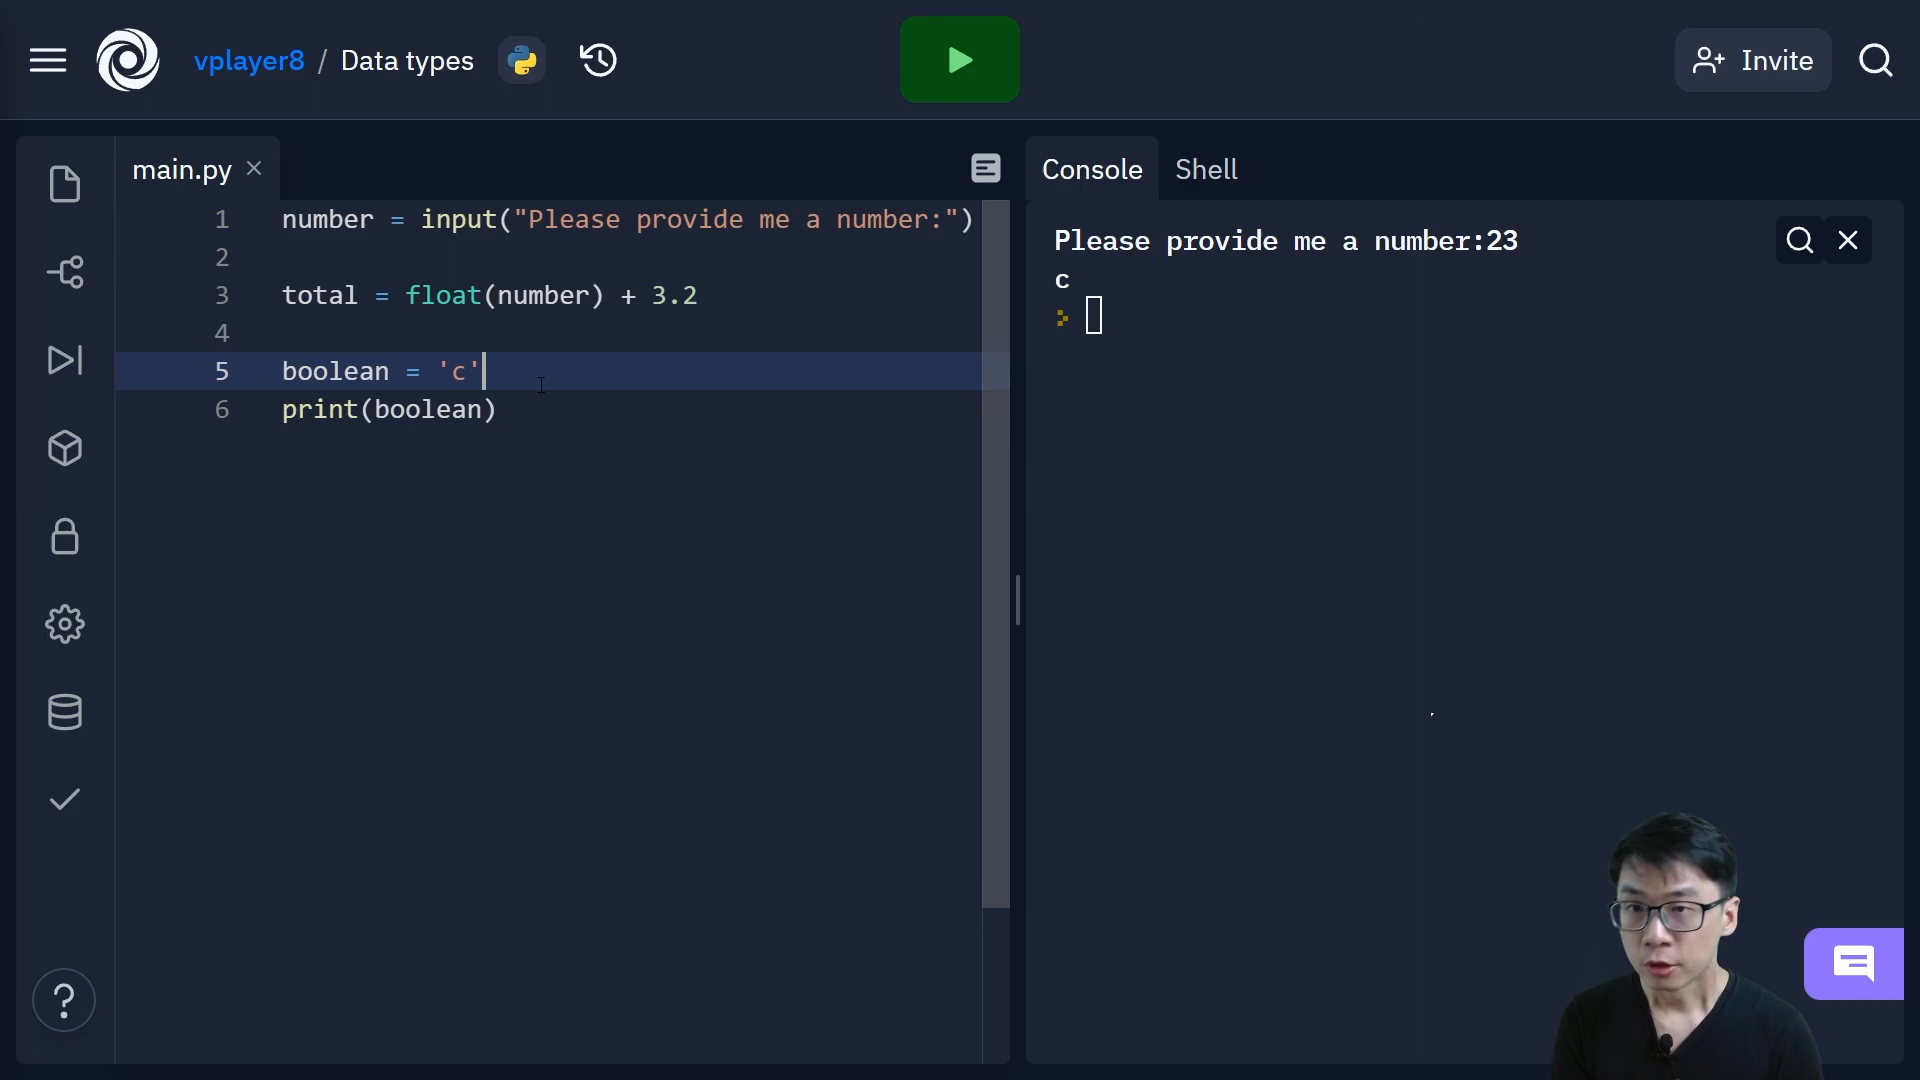 vplayer8 / Data types
Invite
main.py
Console
Shell
1 number = input("Please provide me a number:")
2
3 total = float(number) + 3.2
4
5 boolean = 'c'
6 print(boolean)
Please provide me a number:23
c